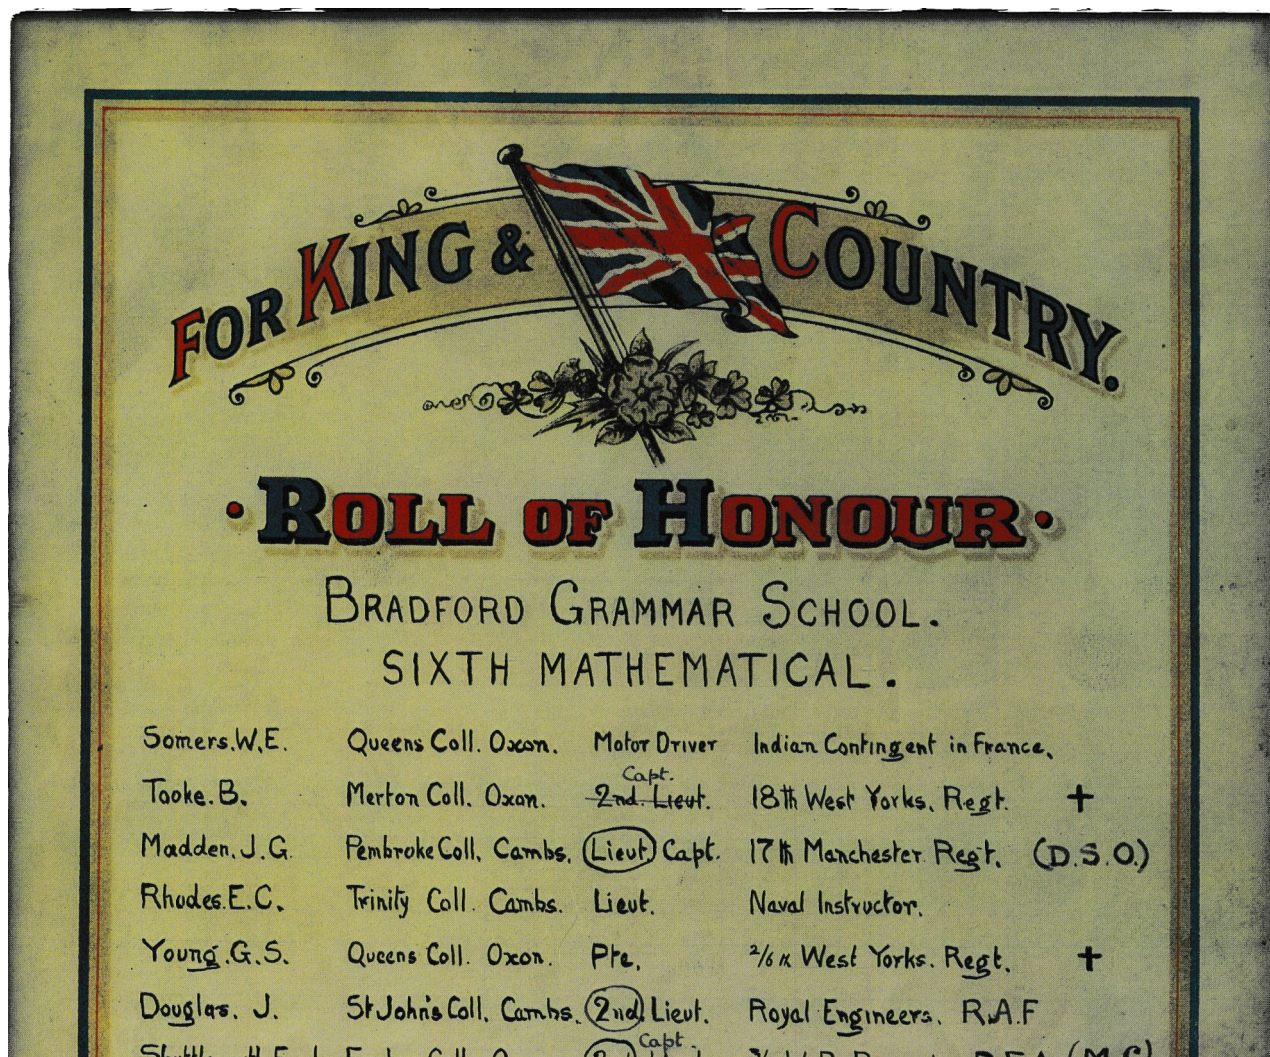 FOR KING & COUNTRY.
· ROLL OF HONOUR ·
BRADFORD GRAMMAR SCHOOL.
SIXTH MATHEMATICAL.
Somers. W. E. Queens Coll. Oxon. Motor Driver Indian Contingent in France.
Capt.
Tooke. B. Merton Coll. Oxon. 2nd. Lieut. 18th West Yorks. Regt. +
Madden. J. G. Pembroke Coll. Cambs. Lieut. Capt. 17th Manchester Regt. (D.S.O.)
Rhodes. E. C. Trinity Coll. Cambs. Lieut. Naval Instructor.
Young. G. S. Queens Coll. Oxon. Pte. 2/6th West Yorks. Regt. +
Douglas. J. St John's Coll. Cambs. 2nd. Lieut. Royal Engineers. R.A.F
Capt.
Coll. (M.C.)